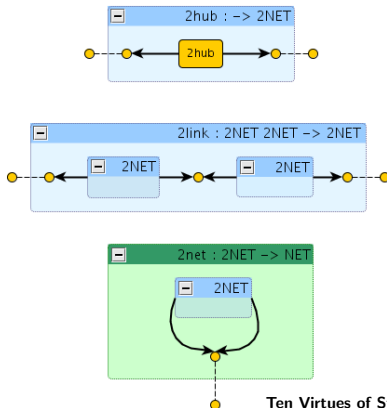 2hub : -> 2NET
2hub
2link : 2NET 2NET -> 2NET
2NET 2NET
2net : 2NET -> NET
2NET
Ten Virtues of S